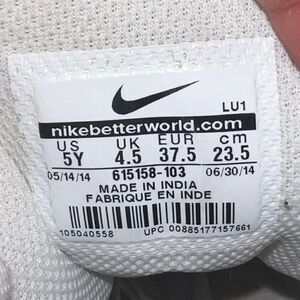 LU1
nikebetterworld.com
US UK EUR cm
5Y 4.5 37.5 23.5
05/14/14 615158-103 06/30/14
MADE IN INDIA
FABRIQUE EN INDE
105040558 UPC 00885177157661